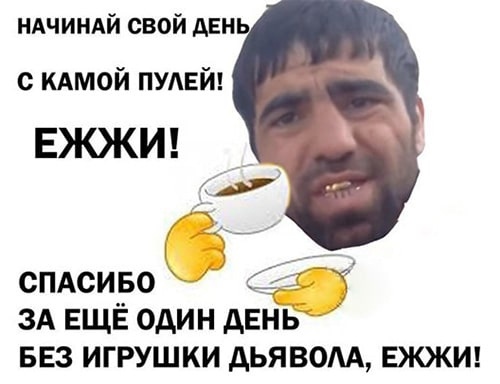 НАЧИНАЙ СВОЙ ДЕНЬ
С КАМОЙ ПУЛЕЙ!
ЕЖЖИ!
СПАСИБО
ЗА ЕЩЁ ОДИН ДЕНЬ
БЕЗ ИГРУШКИ ДЬЯВОЛА, ЕЖЖИ!